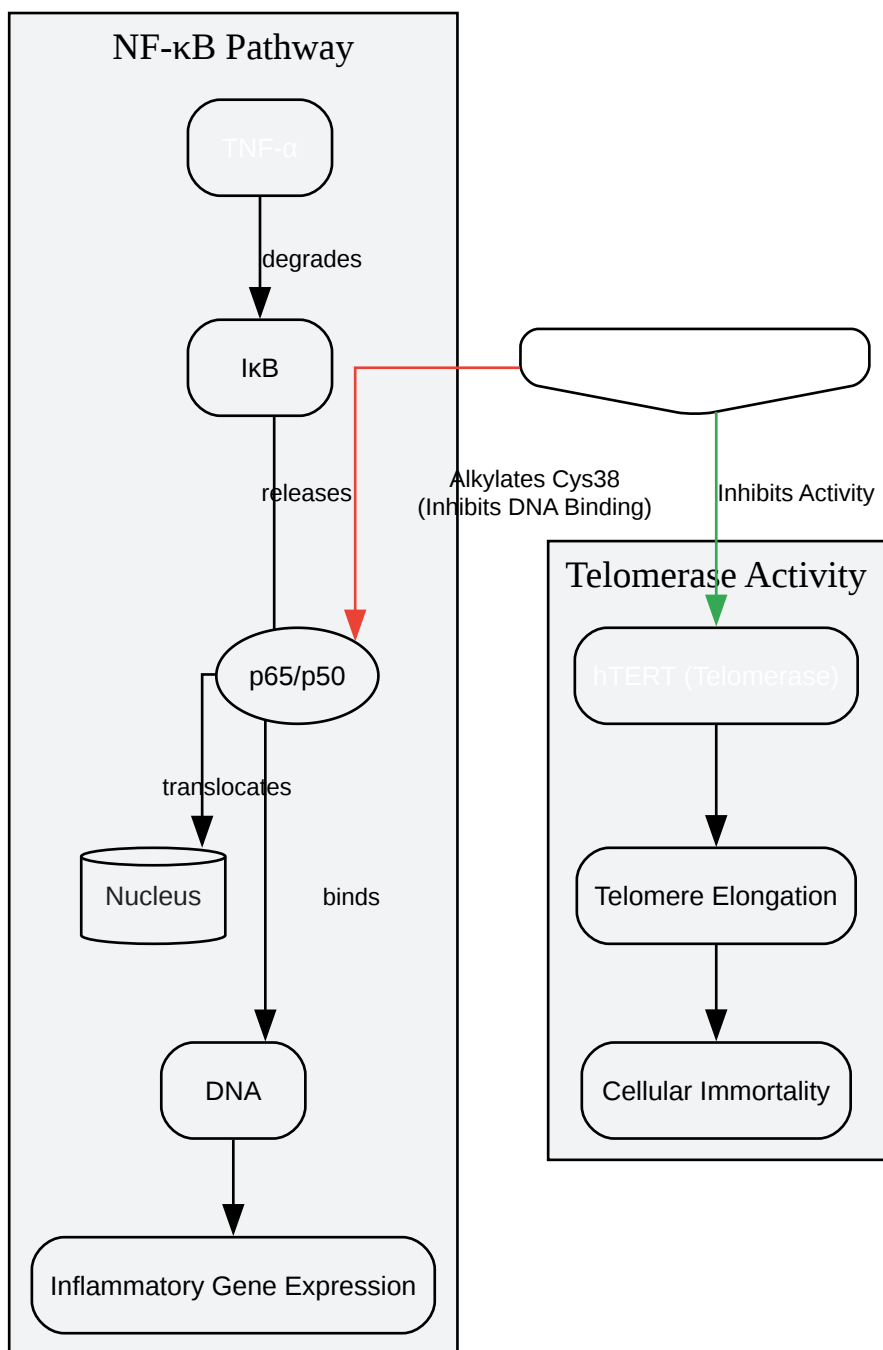 NF-κB Pathway
TNF-α
degrades
IκB
releases
Alkylates Cys38
(Inhibits DNA Binding)
Inhibits Activity
Telomerase Activity
p65/p50
hTERT (Telomerase)
translocates
Nucleus
binds
Telomere Elongation
DNA
Cellular Immortality
Inflammatory Gene Expression